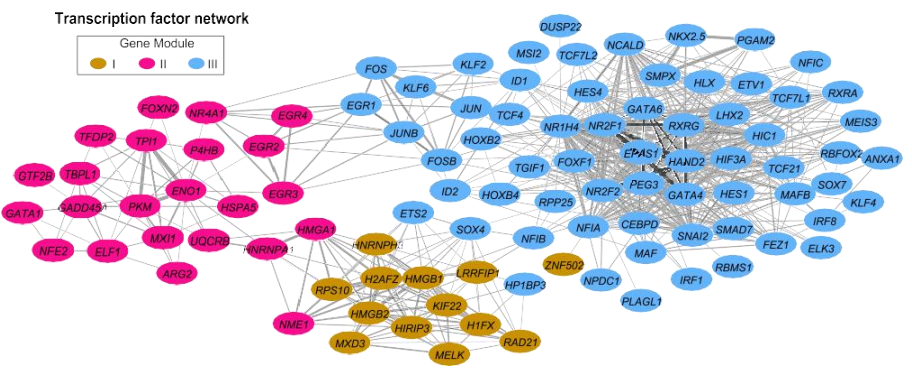 Transcription factor network
Gene Module
I II III
DUSP22
NCALD
NKX2.5
PGAM2
MSI2
TCF7L2
NFIC
FOS
KLF2
ID1
SMPX
HLX
ETV1
KLF6
HES4
TCF7L1
RXRA
FOXN2
NR4A1
EGR4
EGR1
JUN
TCF4
GATA6
LHX2
MEIS3
NR1H4
NR2F1
RXRG
HIC1
TFDP2
TPI1
P4HB
EGR2
JUNB
HOXB2
FOSB
TGIF1
FOXF1
HAND2
HIF3A
TCF21
RBFOX2
ANXA1
GTF2B
TBPL1
ENO1
EGR3
ID2
HOXB4
NR2F2
PEG3
GATA4
HES1
MAFB
SOX7
KLF4
RPP25
PKM
HSPA5
GATA1
ETS2
IRF8
NFIA
CEBPD
SNAI2
SMAD7
FEZ1
ELK3
NFE2
ELF1
MXI1
UQCRB
HMGA1
SOX4
NFIB
MAF
ARG2
H2AFZ
HMGB1
LRRFIP1
ZNF502
HP1BP3
NPDC1
IRF1
RBMS1
RPS10
KIF22
PLAGL1
NME1
HMGB2
HIRIP3
H1FX
MXD3
MELK
RAD21